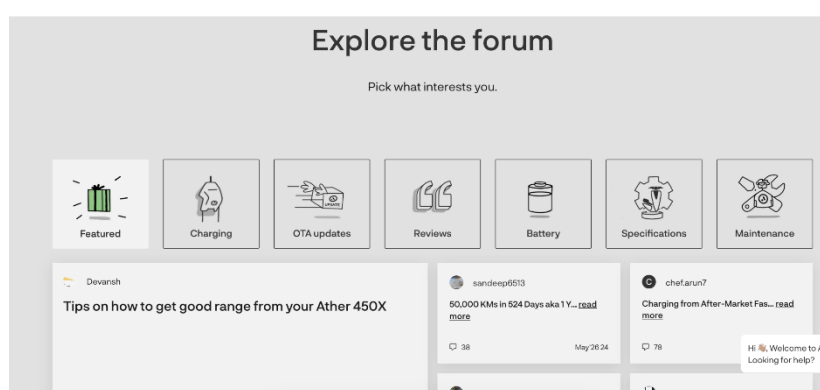 Explore the forum
Pick what interests you.
UPDATE
Featured
Charging
OTA updates
Reviews
Battery
Specifications
Maintenance
Devansh
Tips on how to get good range from your Ather 450X
sandeep6513
50,000 KMs in 524 Days aka 1 Y... read
more
38
May'26 24
C
chef.arun7
Charging from After-Market Fas... read
more
78
Hi 👋🏼, Welcome to A
Looking for help?